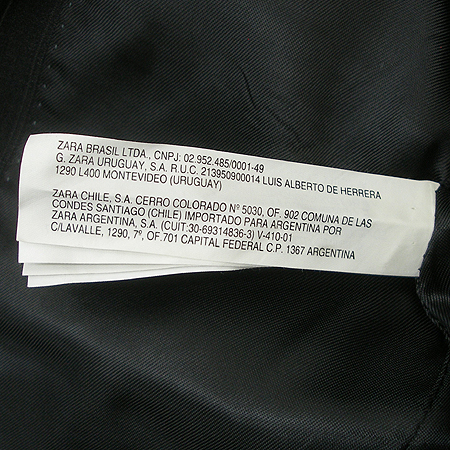 ZARA BRASIL LTDA., CNPJ: 02.952.485/0001-49
G. ZARA URUGUAY, S.A. R.U.C. 213950900014 LUIS ALBERTO DE HERRERA
1290 L400 MONTEVIDEO (URUGUAY)
ZARA CHILE, S.A. CERRO COLORADO Nº 5030, OF. 902 COMUNA DE LAS
CONDES SANTIAGO (CHILE) IMPORTADO PARA ARGENTINA POR
ZARA ARGENTINA, S.A. (CUIT:30-69314836-3) V-410-01
C/LAVALLE, 1290, 7º, OF.701 CAPITAL FEDERAL C.P. 1367 ARGENTINA